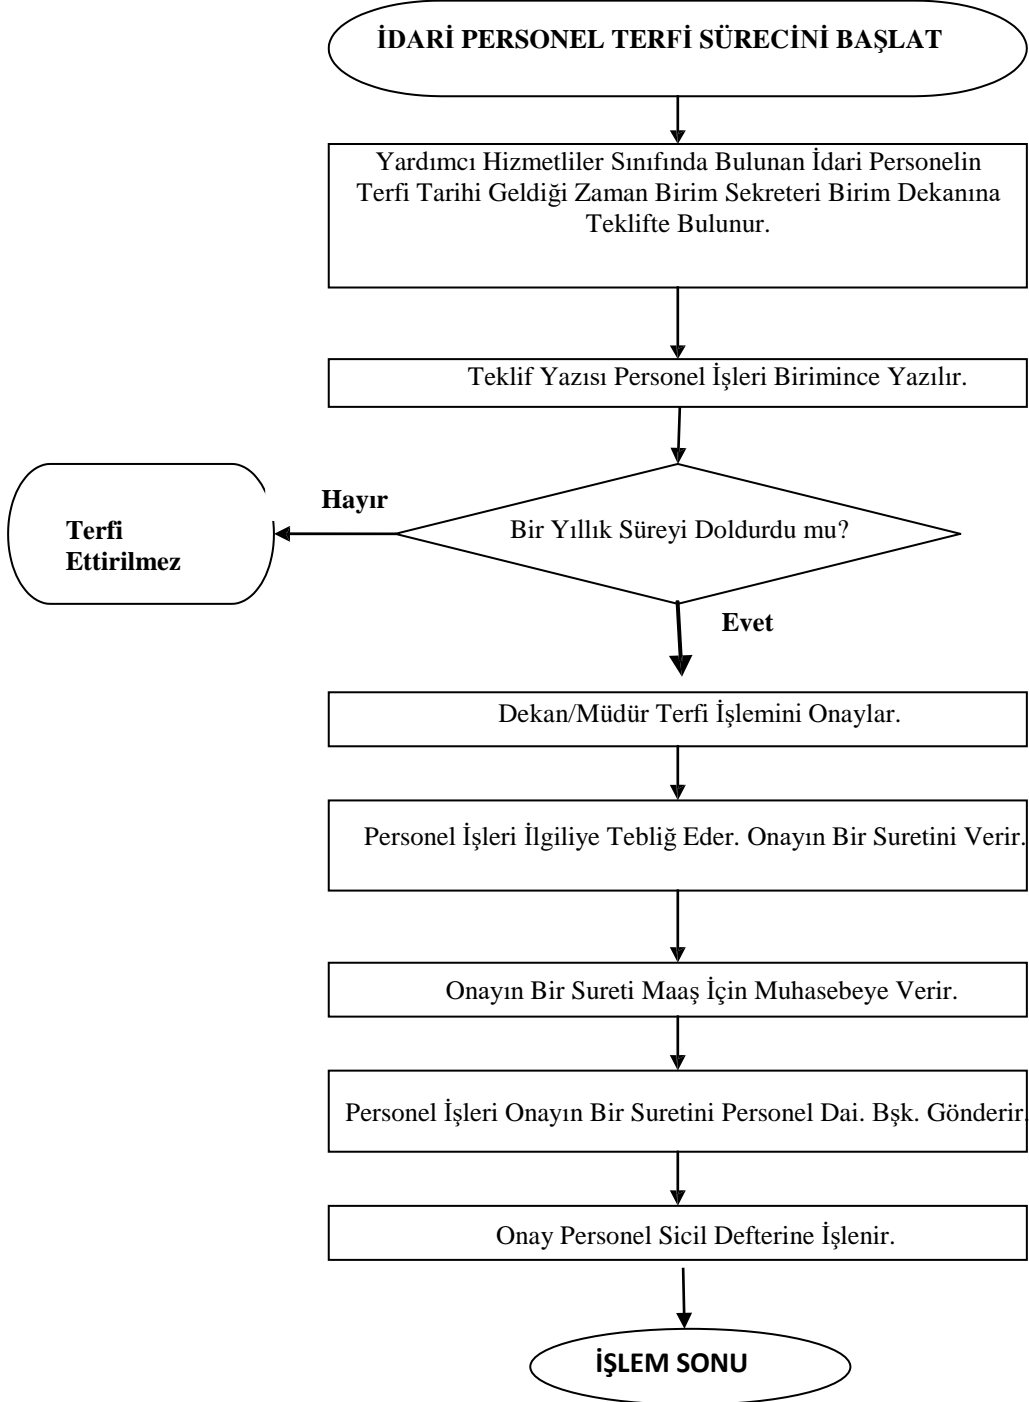 İDARİ PERSONEL TERFİ SÜRECİNİ BAŞLAT
Yardımcı Hizmetliler Sınıfında Bulunan İdari Personelin
Terfi Tarihi Geldiği Zaman Birim Sekreteri Birim Dekanına
Teklifte Bulunur.
Teklif Yazısı Personel İşleri Birimince Yazılır.
Hayır
Bir Yıllık Süreyi Doldurdu mu?
Terfi
Ettirilmez
Evet
Dekan/Müdür Terfi İşlemini Onaylar.
Personel İşleri İlgiliye Tebliğ Eder. Onayın Bir Suretini Verir.
Onayın Bir Sureti Maaş İçin Muhasebeye Verir.
Personel İşleri Onayın Bir Suretini Personel Dai. Bşk. Gönderir.
Onay Personel Sicil Defterine İşlenir.
İŞLEM SONU